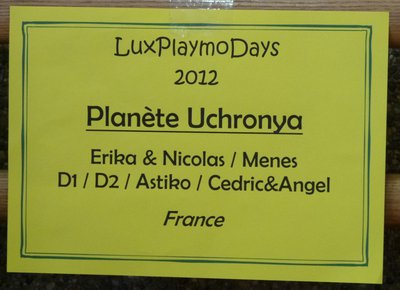 LuxPlaymoDays
2012
Planète Uchronya
Erika & Nicolas / Menes
D1 / D2 / Astiko / Cedric&Angel
France